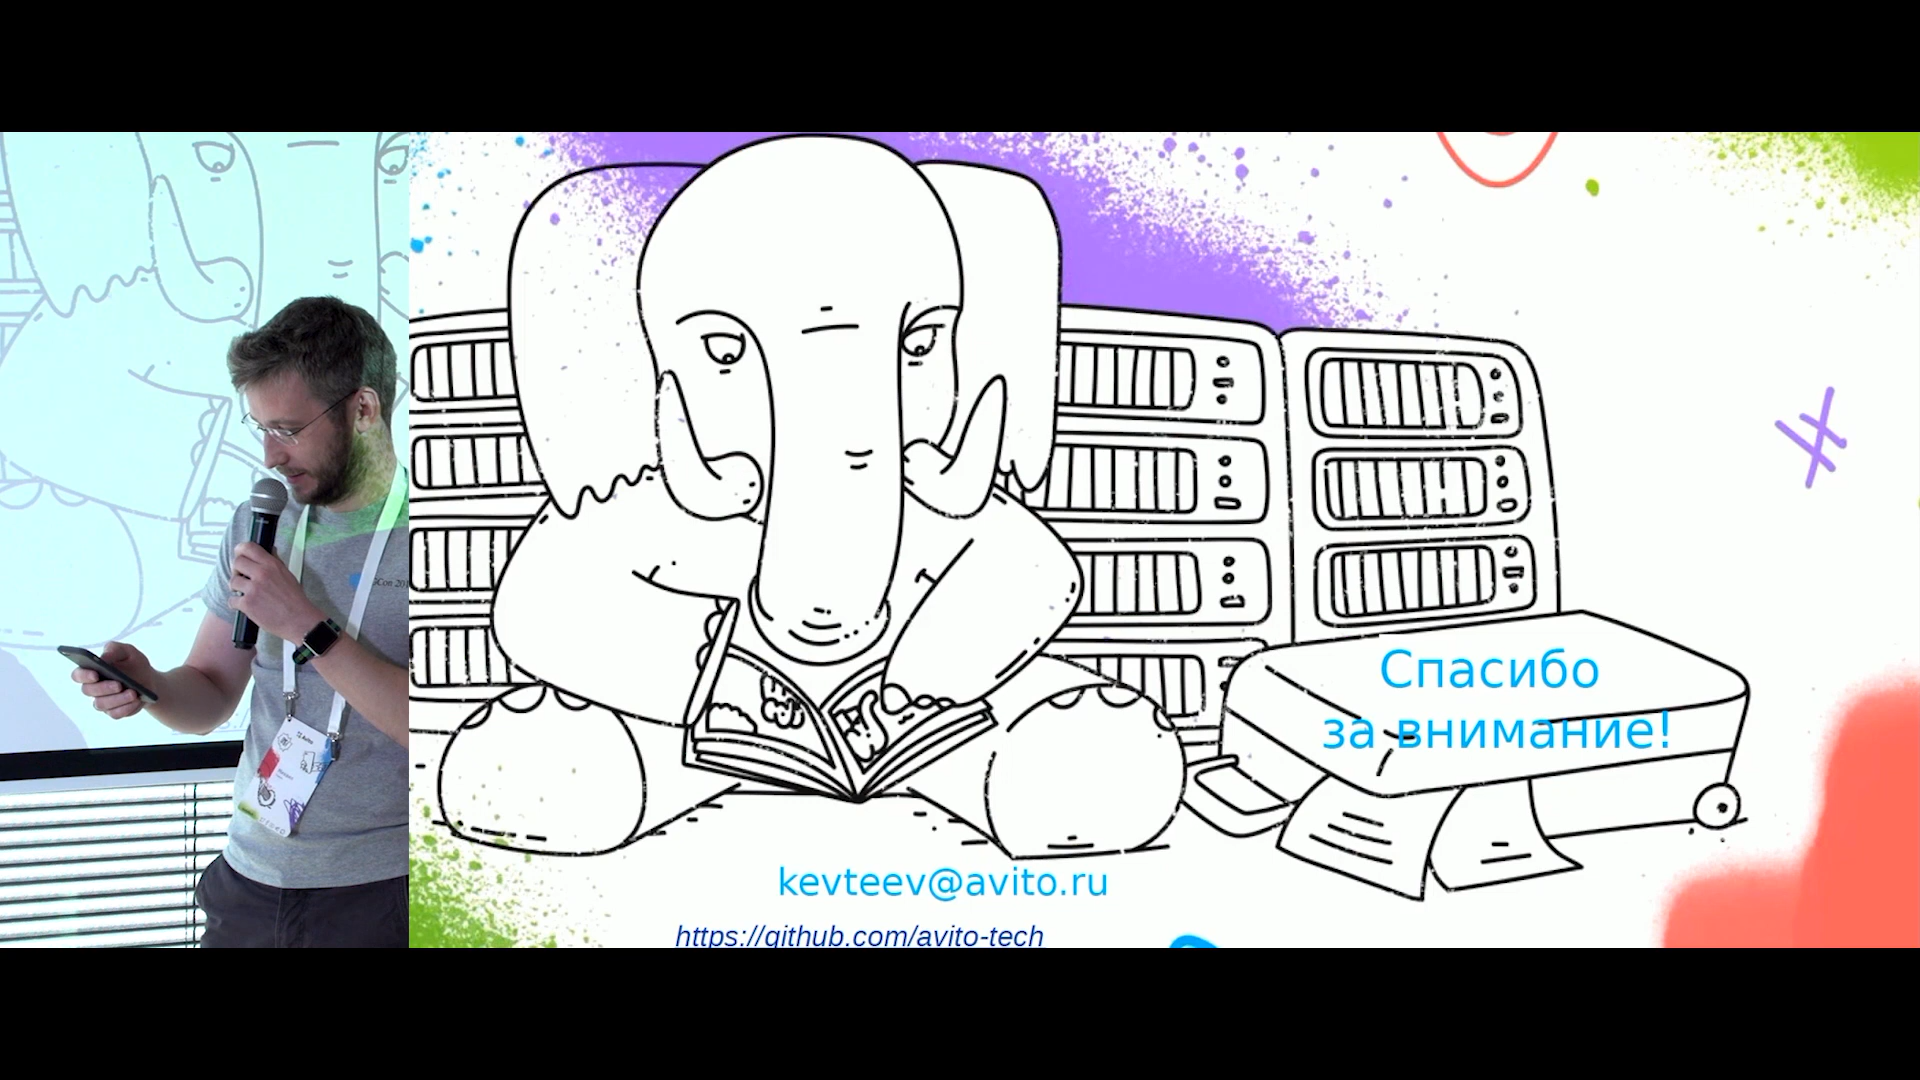 Спасибо
за внимание!
kevteev@avito.ru
https://github.com/avito-tech